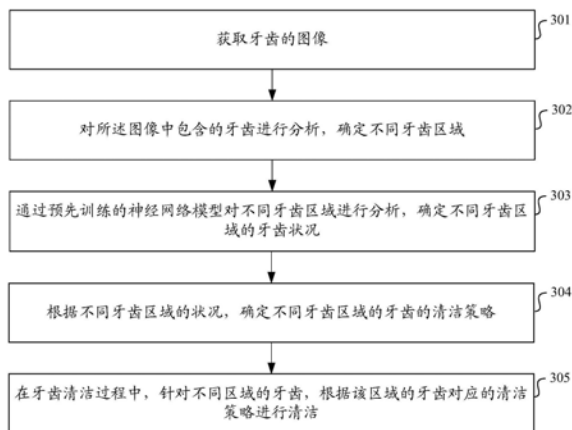 获取牙齿的图像
301
对所述图像中包含的牙齿进行分析，确定不同牙齿区域
302
通过预先训练的神经网络模型对不同牙齿区域进行分析，确定不同牙齿区
域的牙齿状况
303
根据不同牙齿区域的状况，确定不同牙齿区域的牙齿的清洁策略
304
在牙齿清洁过程中，针对不同区域的牙齿，根据该区域的牙齿对应的清洁
策略进行清洁
305